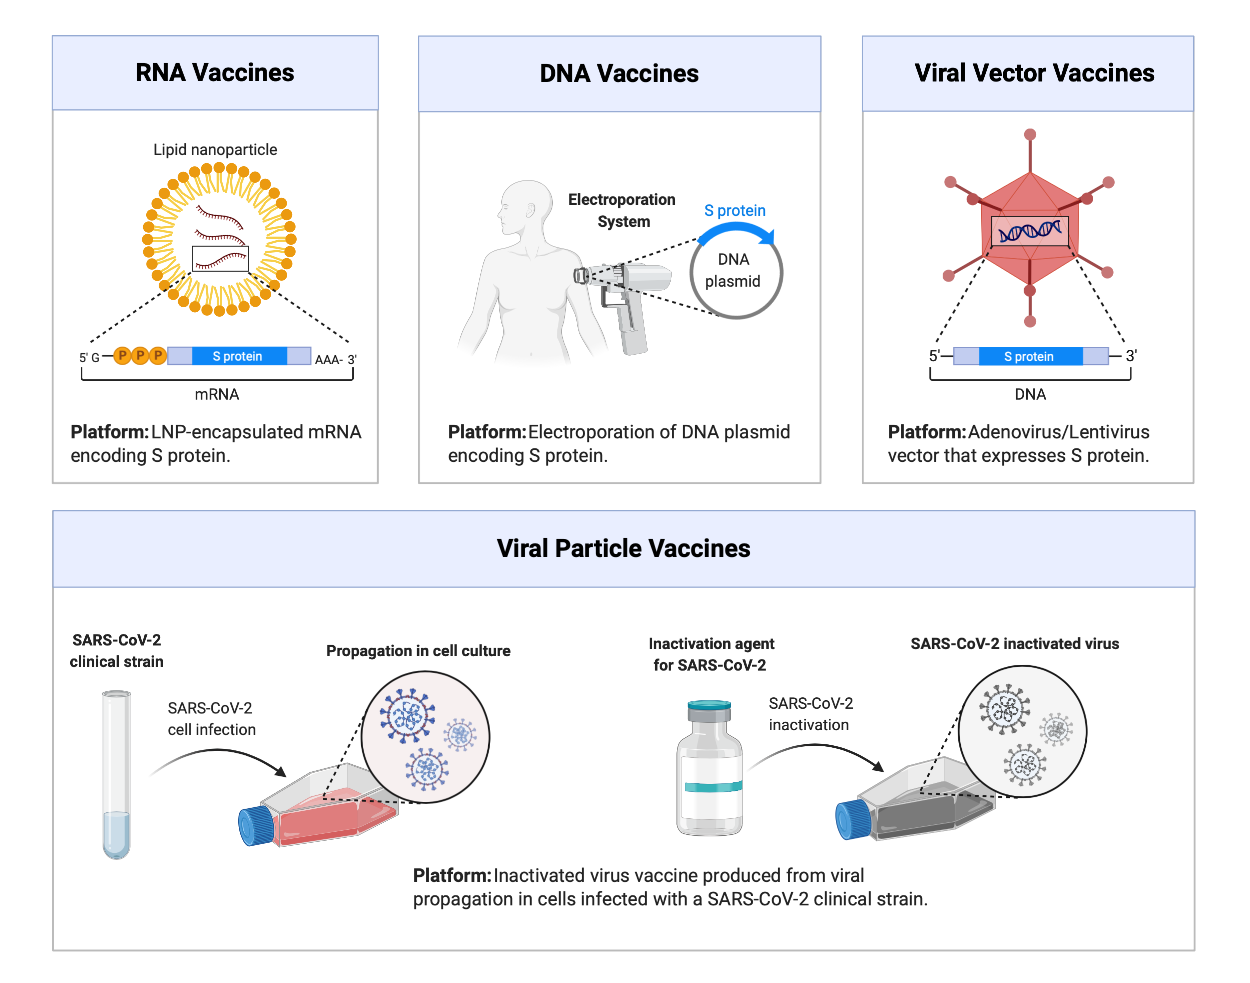 RNA Vaccines
Lipid nanoparticle
5' G
P P P
S protein
AAA- 3'
mRNA
Platform: LNP-encapsulated mRNA
encoding S protein.
DNA Vaccines
Electroporation
System
S protein
DNA
plasmid
Platform: Electroporation of DNA plasmid
encoding S protein.
Viral Vector Vaccines
5'
S protein
3'
DNA
Platform: Adenovirus/Lentivirus
vector that expresses S protein.
Viral Particle Vaccines
SARS-CoV-2
clinical strain
SARS-CoV-2
cell infection
Propagation in cell culture
Inactivation agent
for SARS-CoV-2
SARS-CoV-2
inactivation
SARS-CoV-2 inactivated virus
Platform: Inactivated virus vaccine produced from viral
propagation in cells infected with a SARS-CoV-2 clinical strain.